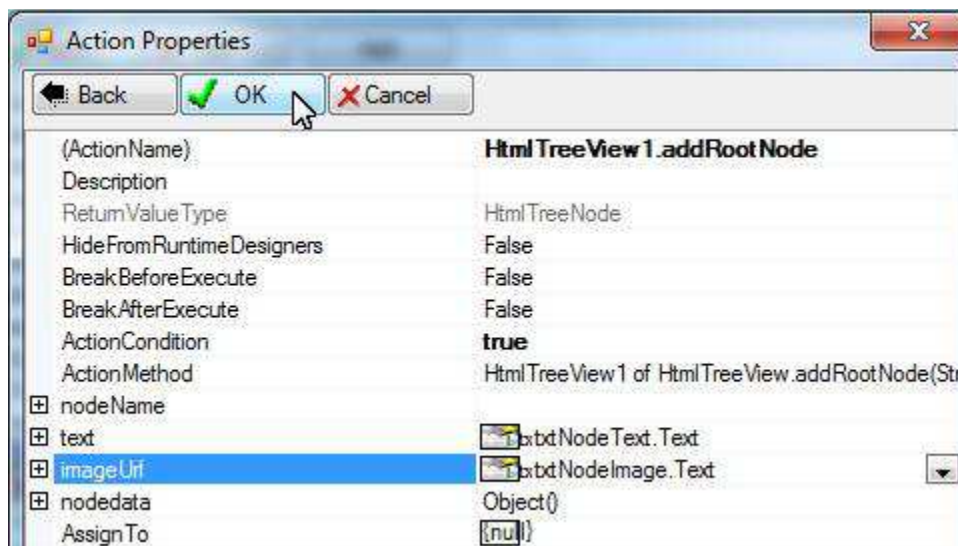 Action Properties
Back OK Cancel
(ActionName) HtmlTreeView1.addRootNode
Description
ReturnValueType HtmlTreeNode
HideFromRuntimeDesigners False
BreakBeforeExecute False
BreakAfterExecute False
ActionCondition true
ActionMethod HtmlTreeView1 of HtmlTreeView.addRootNode(Str
nodeName
text txtNodeText.Text
imageUrl txtNodeImage.Text
nodedata Object()
AssignTo {null}